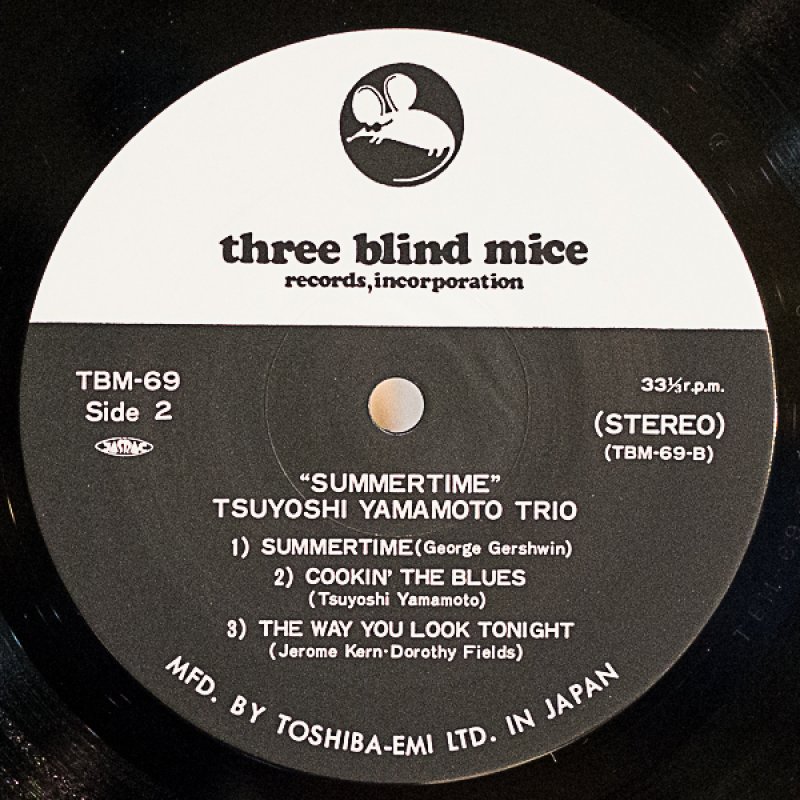 three blind mice
records,incorporation
TBM-69
Side 2
JASRAC
33⅓ r.p.m.
(STEREO)
(TBM-69-B)
“SUMMERTIME”
TSUYOSHI YAMAMOTO TRIO
1) SUMMERTIME(George Gershwin)
2) COOKIN' THE BLUES
(Tsuyoshi Yamamoto)
3) THE WAY YOU LOOK TONIGHT
(Jerome Kern·Dorothy Fields)
MFD. BY TOSHIBA-EMI LTD. IN JAPAN